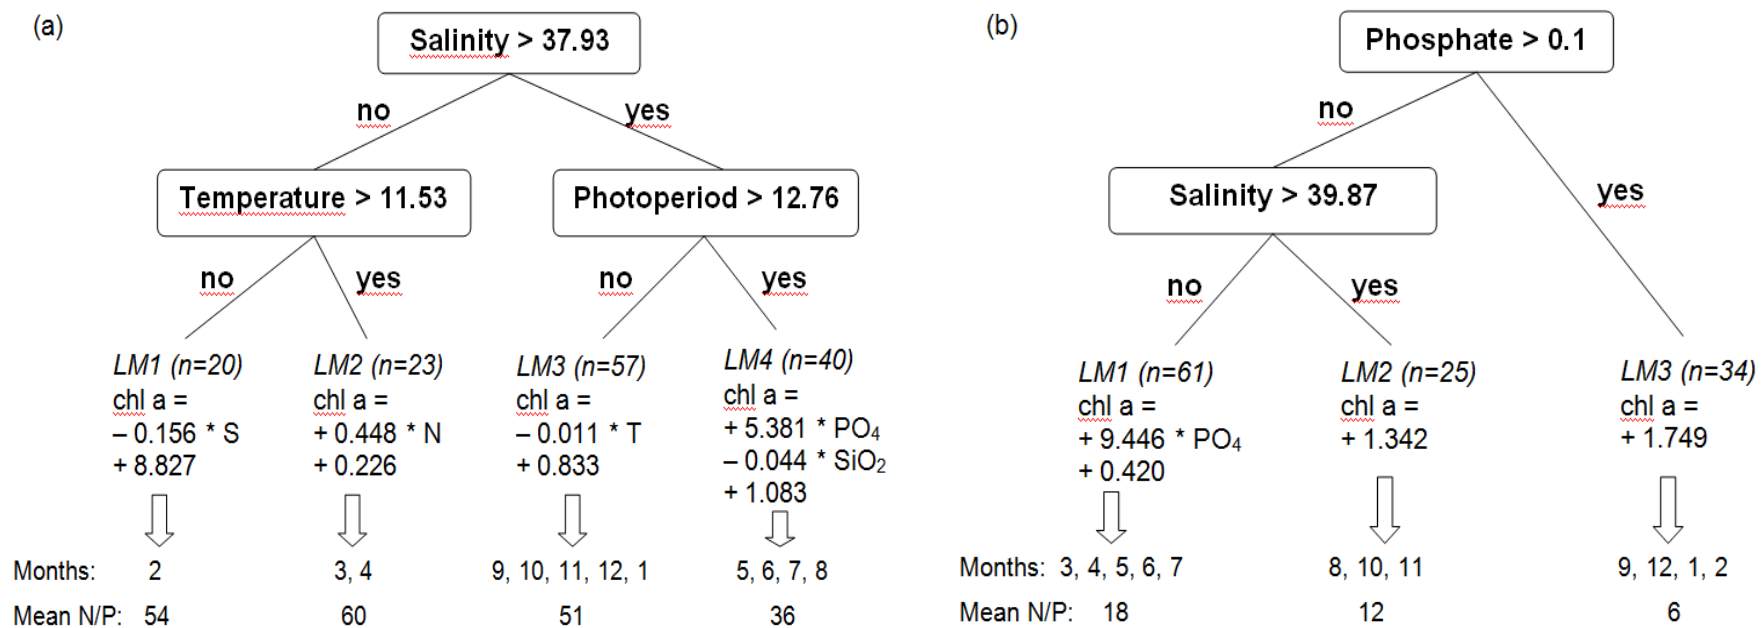 (a)
Salinity > 37.93
no
yes
Temperature > 11.53
Photoperiod > 12.76
no
yes
no
yes
LM1 (n=20)
chl a =
– 0.156 * S
+ 8.827
LM2 (n=23)
chl a =
+ 0.448 * N
+ 0.226
LM3 (n=57)
chl a =
– 0.011 * T
+ 0.833
LM4 (n=40)
chl a =
+ 5.381 * PO4
– 0.044 * SiO2
+ 1.083
Months: 2 3, 4 9, 10, 11, 12, 1 5, 6, 7, 8
Mean N/P: 54 60 51 36
(b)
Phosphate > 0.1
no
yes
Salinity > 39.87
no
yes
LM1 (n=61)
chl a =
+ 9.446 * PO4
+ 0.420
LM2 (n=25)
chl a =
+ 1.342
LM3 (n=34)
chl a =
+ 1.749
Months: 3, 4, 5, 6, 7 8, 10, 11 9, 12, 1, 2
Mean N/P: 18 12 6